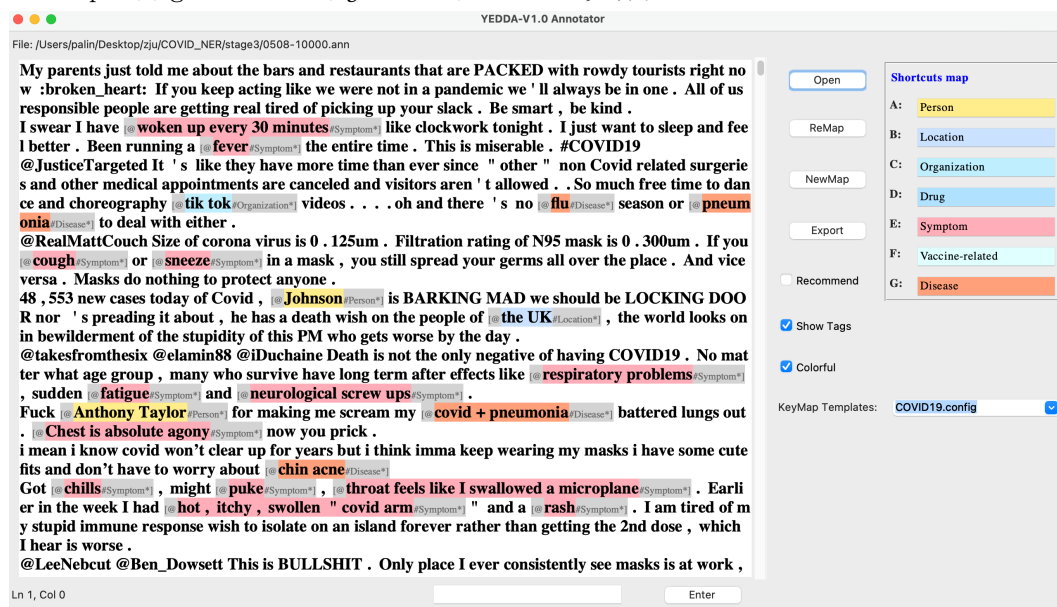 YEDDA-V1.0 Annotator
File: /Users/palin/Desktop/zju/COVID_NER/stage3/0508-10000.ann
My parents just told me about the bars and restaurants that are PACKED with rowdy tourists right no
w :broken_heart: If you keep acting like we were not in a pandemic we ' ll always be in one . All of us
responsible people are getting real tired of picking up your slack . Be smart , be kind .
I swear I have [@woken up every 30 minutes#Symptom*] like clockwork tonight . I just want to sleep and fee
l better . Been running a [@fever#Symptom*] the entire time . This is miserable . #COVID19
@JusticeTargeted It ' s like they have more time than ever since " other " non Covid related surgerie
s and other medical appointments are canceled and visitors aren ' t allowed . . So much free time to dan
ce and choreography [@tik tok#Organization*] videos . . . . oh and there ' s no [@flu#Disease*] season or [@pneum
onia#Disease*] to deal with either .
@RealMattCouch Size of corona virus is 0 . 125um . Filtration rating of N95 mask is 0 . 300um . If you
[@cough#Symptom*] or [@sneeze#Symptom*] in a mask , you still spread your germs all over the place . And vice
versa . Masks do nothing to protect anyone .
48 , 553 new cases today of Covid , [@Johnson#Person*] is BARKING MAD we should be LOCKING DOO
R nor ' s preading it about , he has a death wish on the people of [@the UK#Location*] , the world looks on
in bewilderment of the stupidity of this PM who gets worse by the day .
@takesfromthesix @elamin88 @iDuchaine Death is not the only negative of having COVID19 . No mat
ter what age group , many who survive have long term after effects like [@respiratory problems#Symptom*]
, sudden [@fatigue#Symptom*] and [@neurological screw ups#Symptom*] .
Fuck [@Anthony Taylor#Person*] for making me scream my [@covid + pneumonia#Disease*] battered lungs out
. [@Chest is absolute agony#Symptom*] now you prick .
i mean i know covid won’t clear up for years but i think imma keep wearing my masks i have some cute
fits and don’t have to worry about [@chin acne#Disease*]
Got [@chills#Symptom*] , might [@puke#Symptom*] , [@throat feels like I swallowed a microplane#Symptom*] . Earli
er in the week I had [@hot , itchy , swollen " covid arm#Symptom*] " and a [@rash#Symptom*] . I am tired of m
y stupid immune response wish to isolate on an island forever rather than getting the 2nd dose , which
I hear is worse .
@LeeNebcut @Ben_Dowsett This is BULLSHIT . Only place I ever consistently see masks is at work ,
Open
ReMap
NewMap
Export
Recommend
Show Tags
Colorful
KeyMap Templates: COVID19.config
Shortcuts map
A: Person
B: Location
C: Organization
D: Drug
E: Symptom
F: Vaccine-related
G: Disease
Ln 1, Col 0
Enter